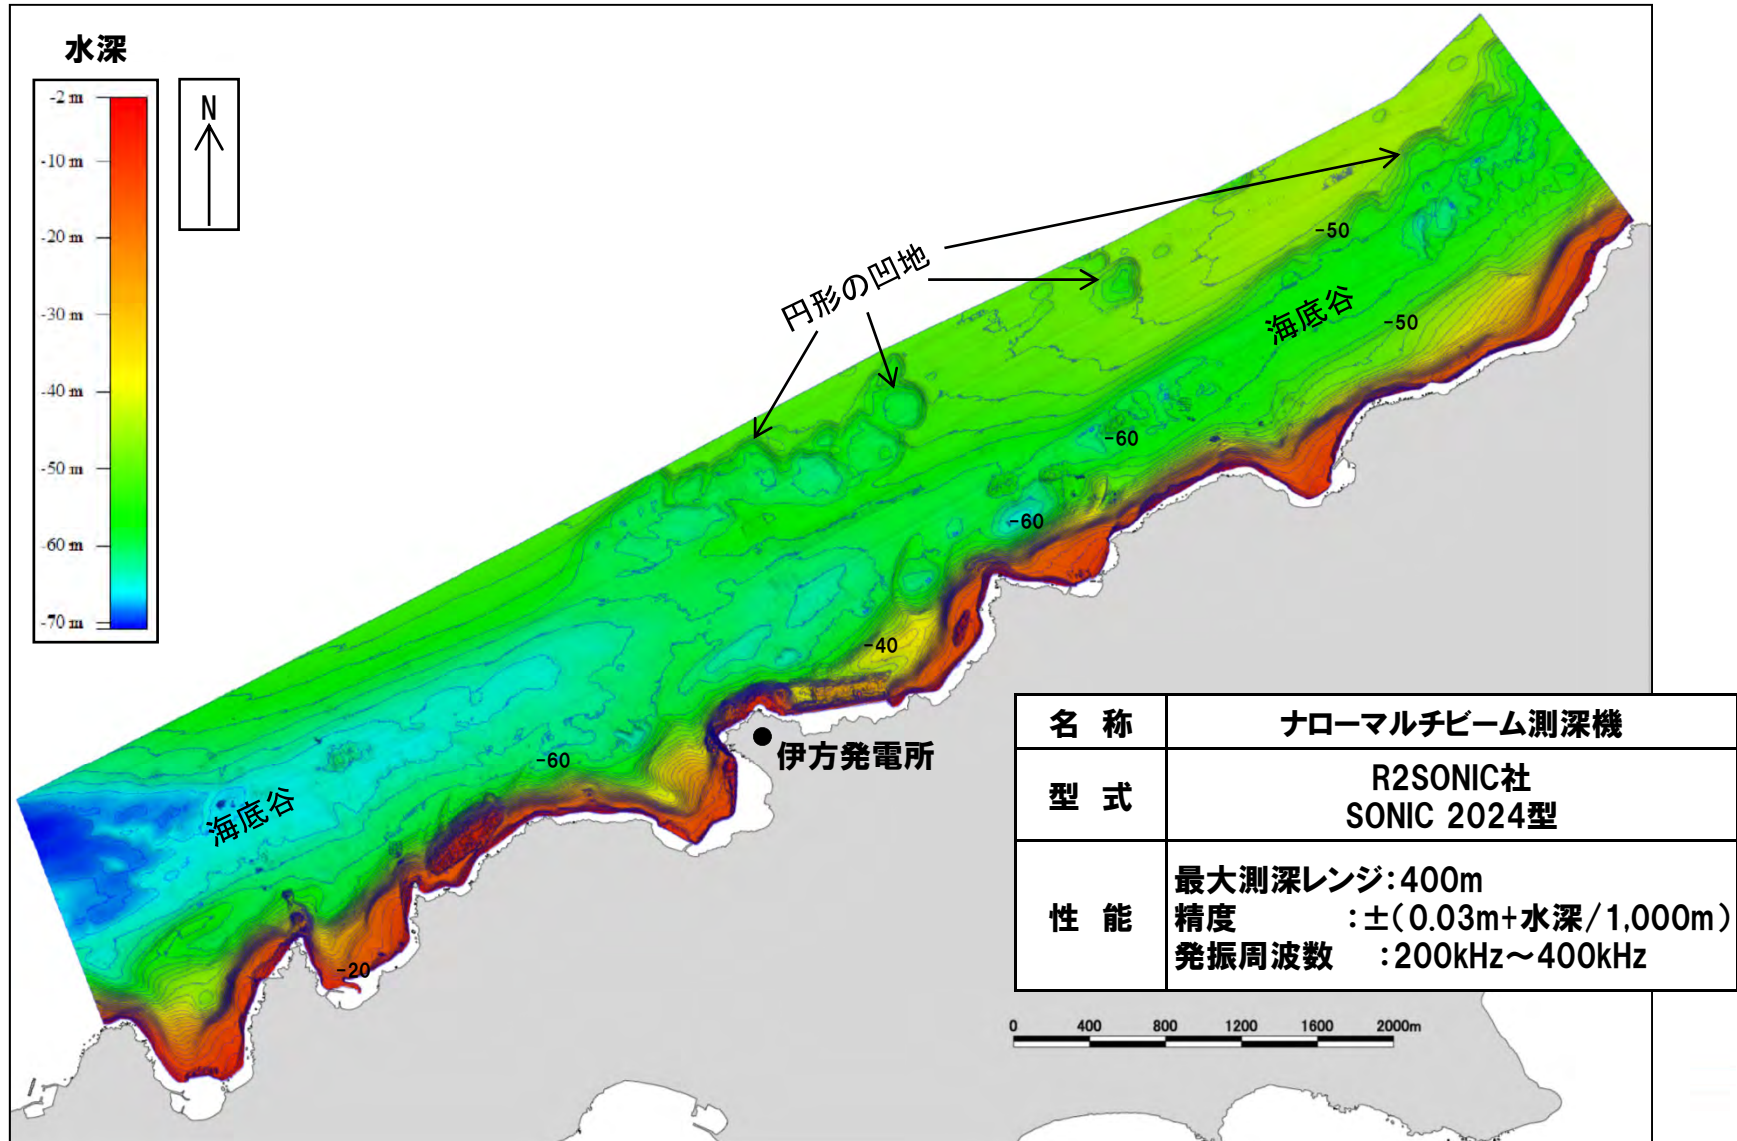 水深
-2 m
-10 m
-20 m
-30 m
-40 m
-50 m
-60 m
-70 m
N
円形の凹地
-50
海底谷
-50
-60
-60
-40
伊方発電所
-60
海底谷
-20
名 称 ナローマルチビーム測深機
型 式 R2SONIC社
SONIC 2024型
性 能 最大測深レンジ:400m
精度 :±(0.03m+水深/1,000m)
発振周波数 :200kHz~400kHz
0 400 800 1200 1600 2000m